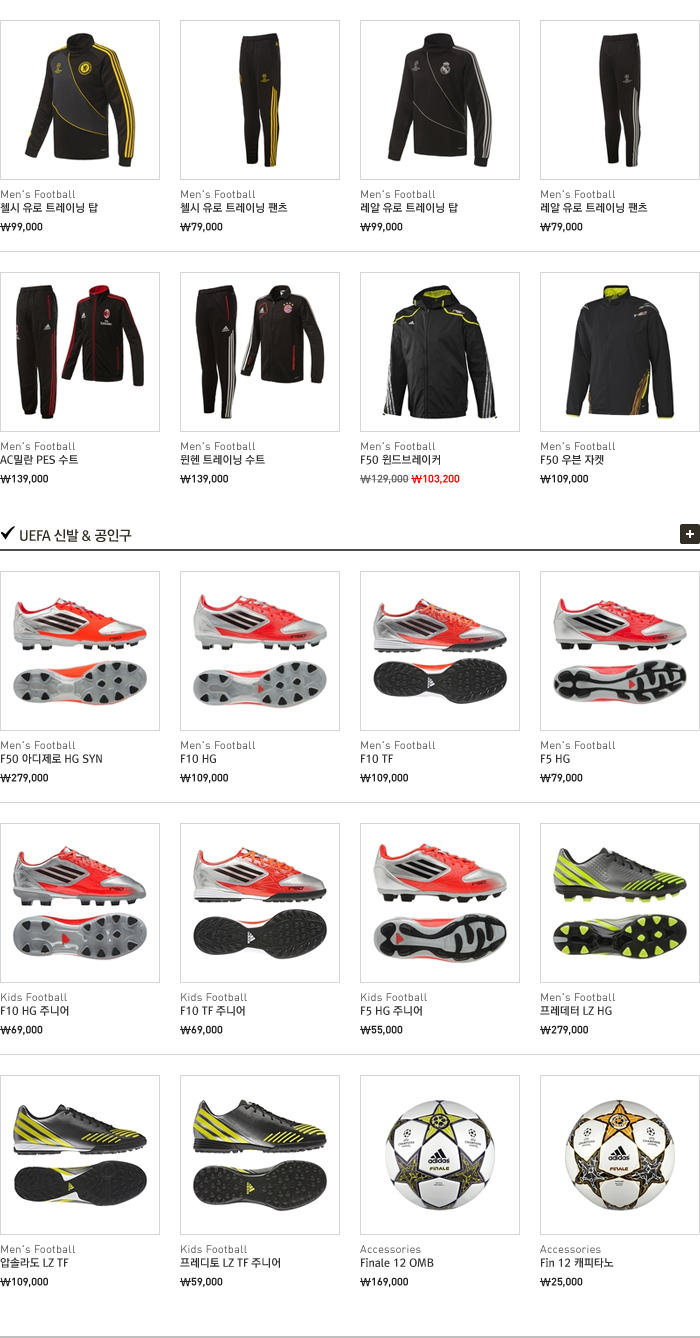 Men's Football
첼시 유로 트레이닝 탑
₩99,000
Men's Football
첼시 유로 트레이닝 팬츠
₩79,000
Men's Football
레알 유로 트레이닝 탑
₩99,000
Men's Football
레알 유로 트레이닝 팬츠
₩79,000
Men's Football
AC밀란 PES 수트
₩139,000
Men's Football
뮌헨 트레이닝 수트
₩139,000
Men's Football
F50 윈드브레이커
₩129,000 ₩103,200
Men's Football
F50 우븐 자켓
₩109,000
UEFA 신발 & 공인구
Men's Football
F50 아디제로 HG SYN
₩279,000
Men's Football
F10 HG
₩109,000
Men's Football
F10 TF
₩109,000
Men's Football
F5 HG
₩79,000
Kids Football
F10 HG 주니어
₩69,000
Kids Football
F10 TF 주니어
₩69,000
Kids Football
F5 HG 주니어
₩55,000
Men's Football
프레데터 LZ HG
₩279,000
Men's Football
압솔라도 LZ TF
₩109,000
Kids Football
프레디토 LZ TF 주니어
₩59,000
adidas
FINALE
Accessories
Finale 12 OMB
₩169,000
adidas
FINALE
Accessories
Fin 12 캐피타노
₩25,000